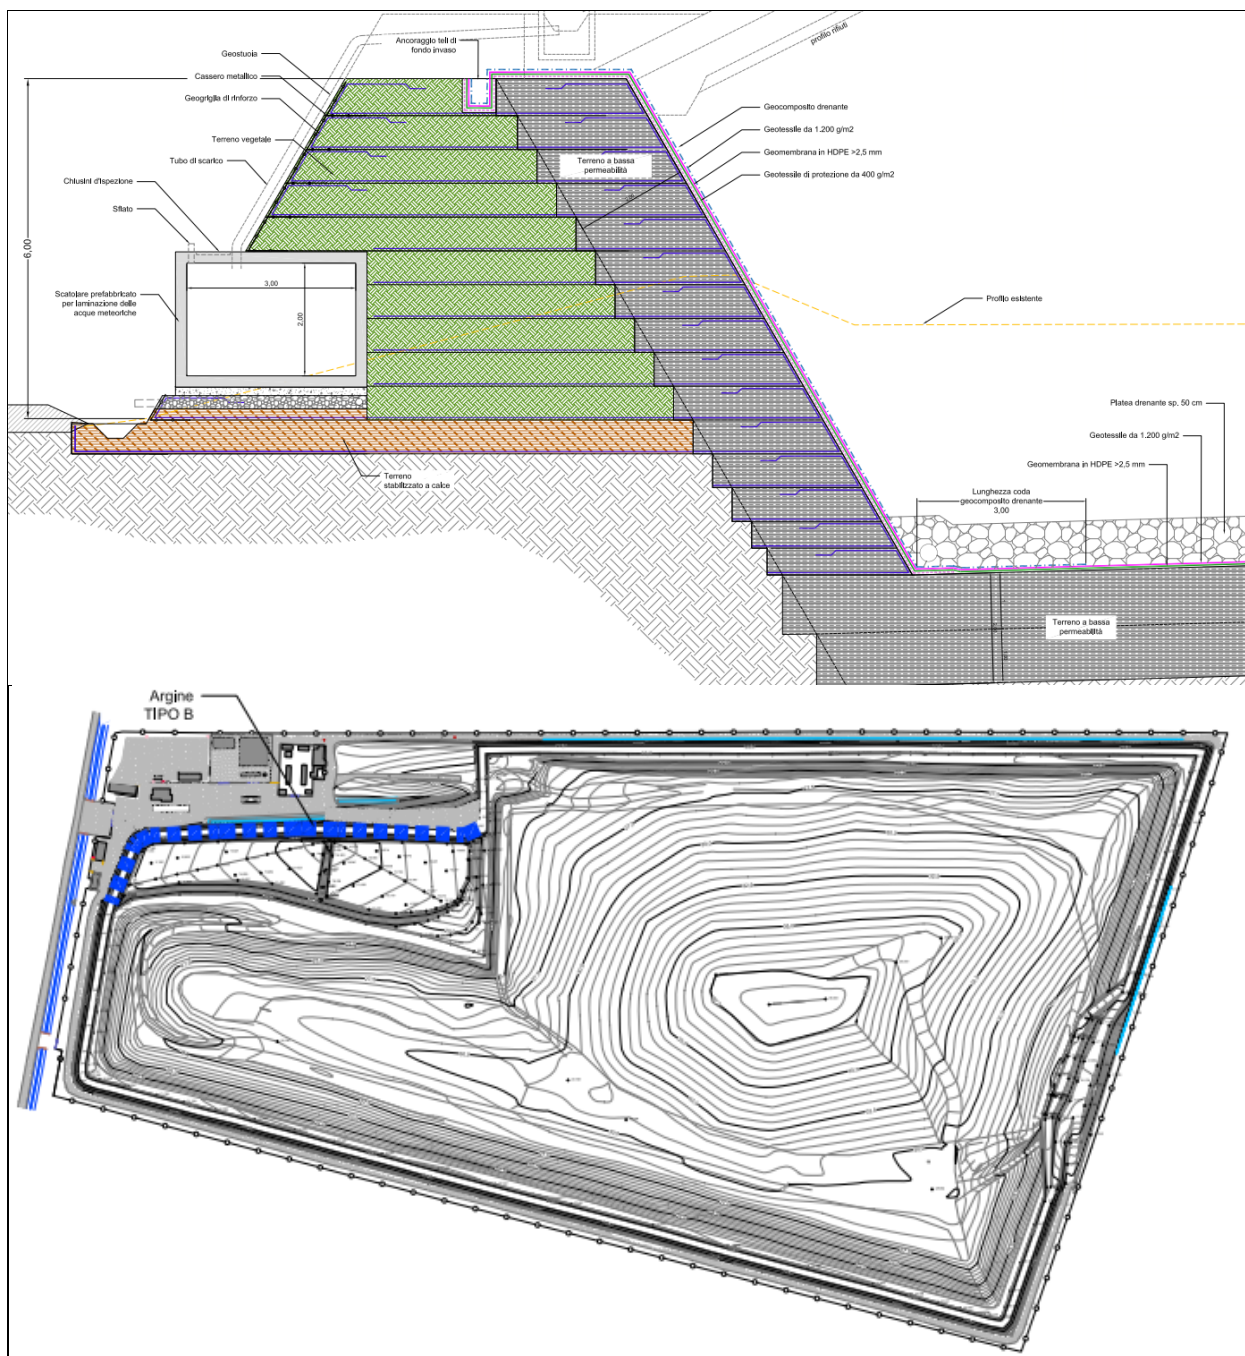 Ancoraggio teli di
fondo invaso
profilo rifiuti
Geostuoia
Cassero metallico
Geogriglia di rinforzo
Terreno vegetale
Tubo di scarico
Chiusini d'ispezione
Sfiato
6,00
3,00
2,00
Scatolare prefabbricato
per laminazione delle
acque meteoriche
Terreno a bassa
permeabilità
Geocomposito drenante
Geotessile da 1.200 g/m2
Geomembrana in HDPE >2,5 mm
Geotessile di protezione da 400 g/m2
Profilo esistente
Platea drenante sp. 50 cm
Geotessile da 1.200 g/m2
Geomembrana in HDPE >2,5 mm
Lunghezza coda
geocomposito drenante
3,00
Terreno
stabilizzato a calce
Terreno a bassa
permeabilità
Argine
TIPO B